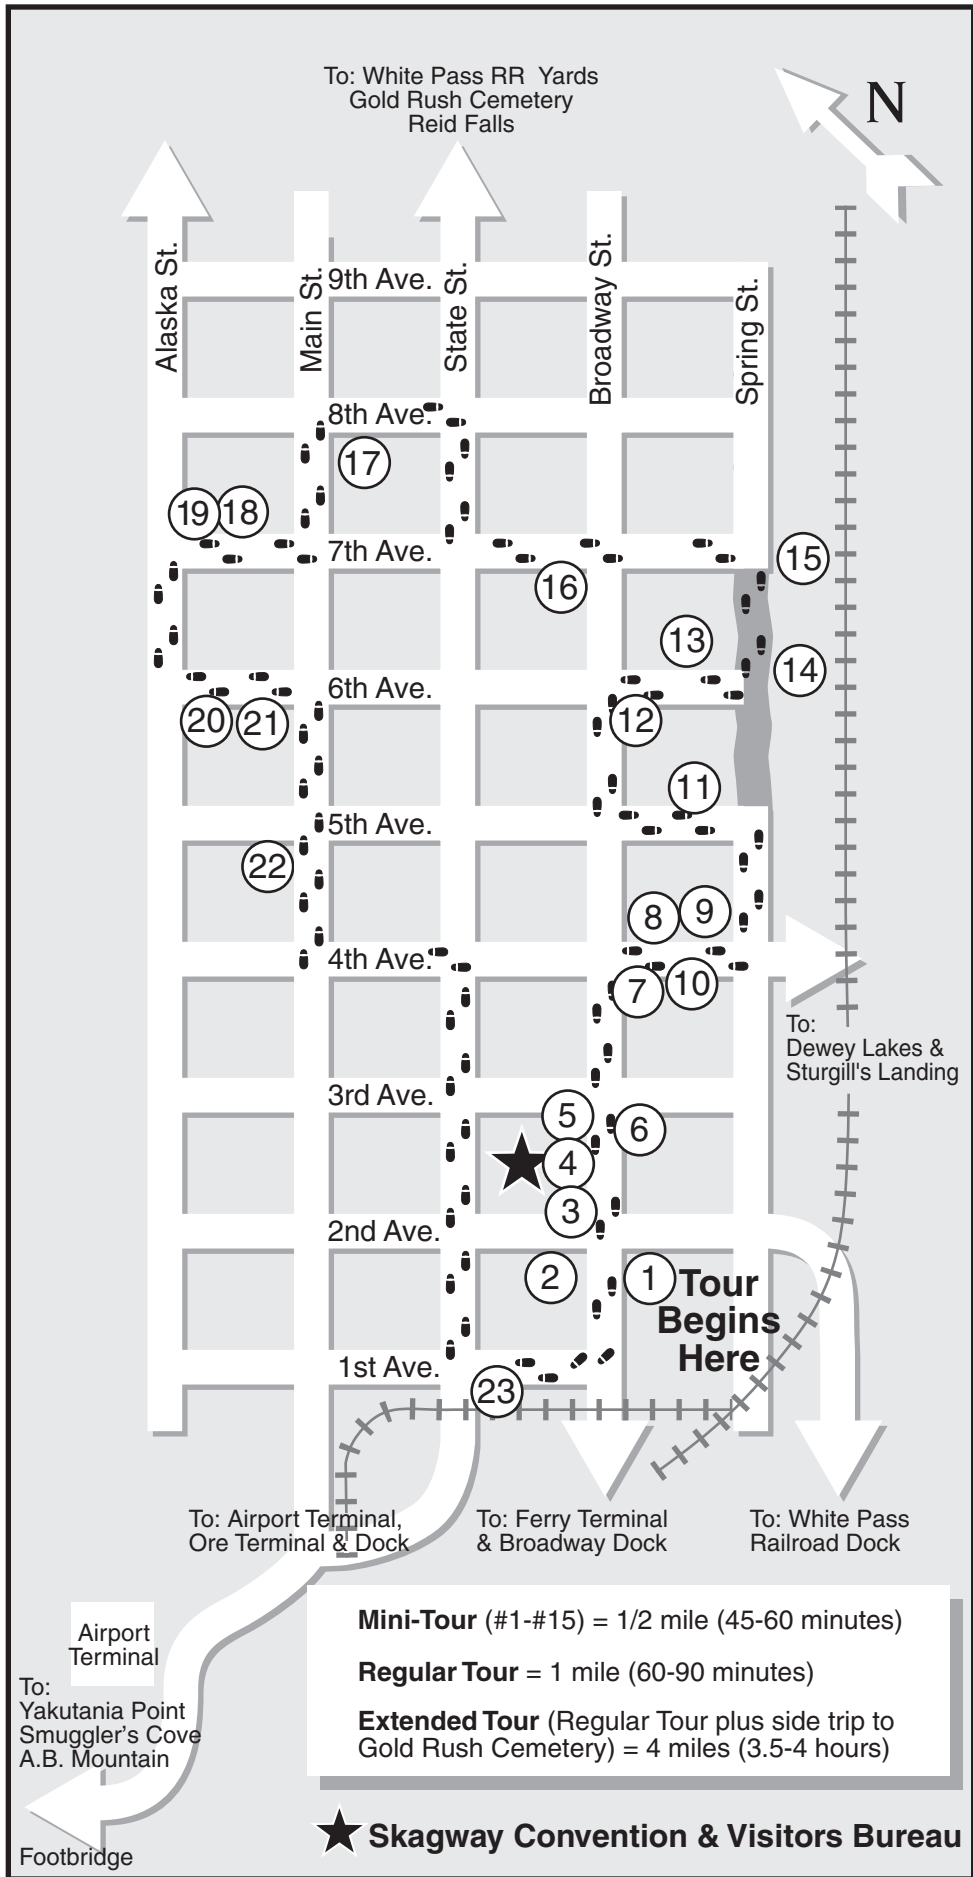 To: White Pass RR Yards
Gold Rush Cemetery
Reid Falls
N
Alaska St.
Main St.
State St.
Broadway St.
Spring St.
9th Ave.
8th Ave.
17
19
18
7th Ave.
15
16
13
14
6th Ave.
20
21
12
11
5th Ave.
22
8
9
4th Ave.
7
10
To:
Dewey Lakes &
Sturgill's Landing
3rd Ave.
5
6
4
3
2nd Ave.
2
1
Tour
Begins
Here
1st Ave.
23
To: Airport Terminal,
Ore Terminal & Dock
To: Ferry Terminal
& Broadway Dock
To: White Pass
Railroad Dock
Airport
Terminal
To:
Yakutania Point
Smuggler's Cove
A.B. Mountain
Footbridge
Mini-Tour (#1-#15) = 1/2 mile (45-60 minutes)
Regular Tour = 1 mile (60-90 minutes)
Extended Tour (Regular Tour plus side trip to
Gold Rush Cemetery) = 4 miles (3.5-4 hours)
Skagway Convention & Visitors Bureau